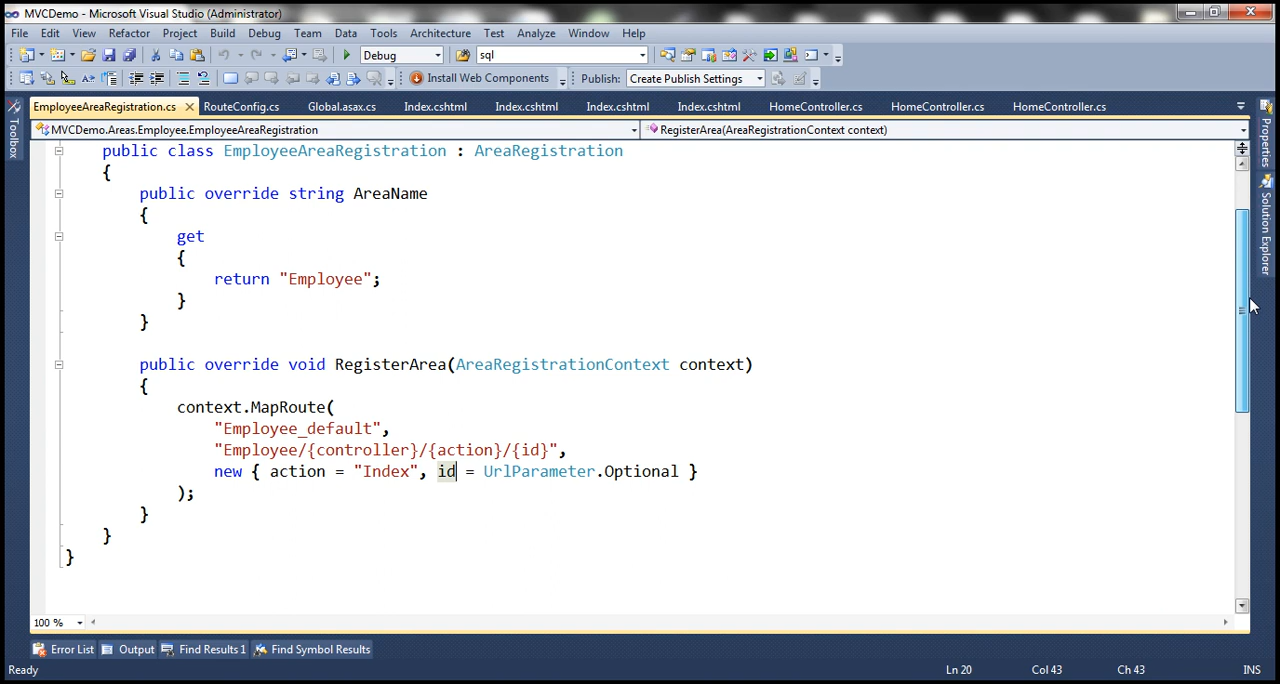 MVCDemo - Microsoft Visual Studio (Administrator)
File Edit View Refactor Project Build Debug Team Data Tools Architecture Test Analyze Window Help
Debug sql
Install Web Components Publish: Create Publish Settings
EmployeeAreaRegistration.cs RouteConfig.cs Global.asax.cs Index.cshtml Index.cshtml Index.cshtml Index.cshtml HomeController.cs HomeController.cs HomeController.cs
MVCDemo.Areas.Employee.EmployeeAreaRegistration RegisterArea(AreaRegistrationContext context)
Toolbox
Properties
Solution Explorer
public class EmployeeAreaRegistration : AreaRegistration
{
public override string AreaName
{
get
{
return "Employee";
}
}
public override void RegisterArea(AreaRegistrationContext context)
{
context.MapRoute(
"Employee_default",
"Employee/{controller}/{action}/{id}",
new { action = "Index", id = UrlParameter.Optional }
);
}
}
}
100 %
Error List Output Find Results 1 Find Symbol Results
Ready Ln 20 Col 43 Ch 43 INS